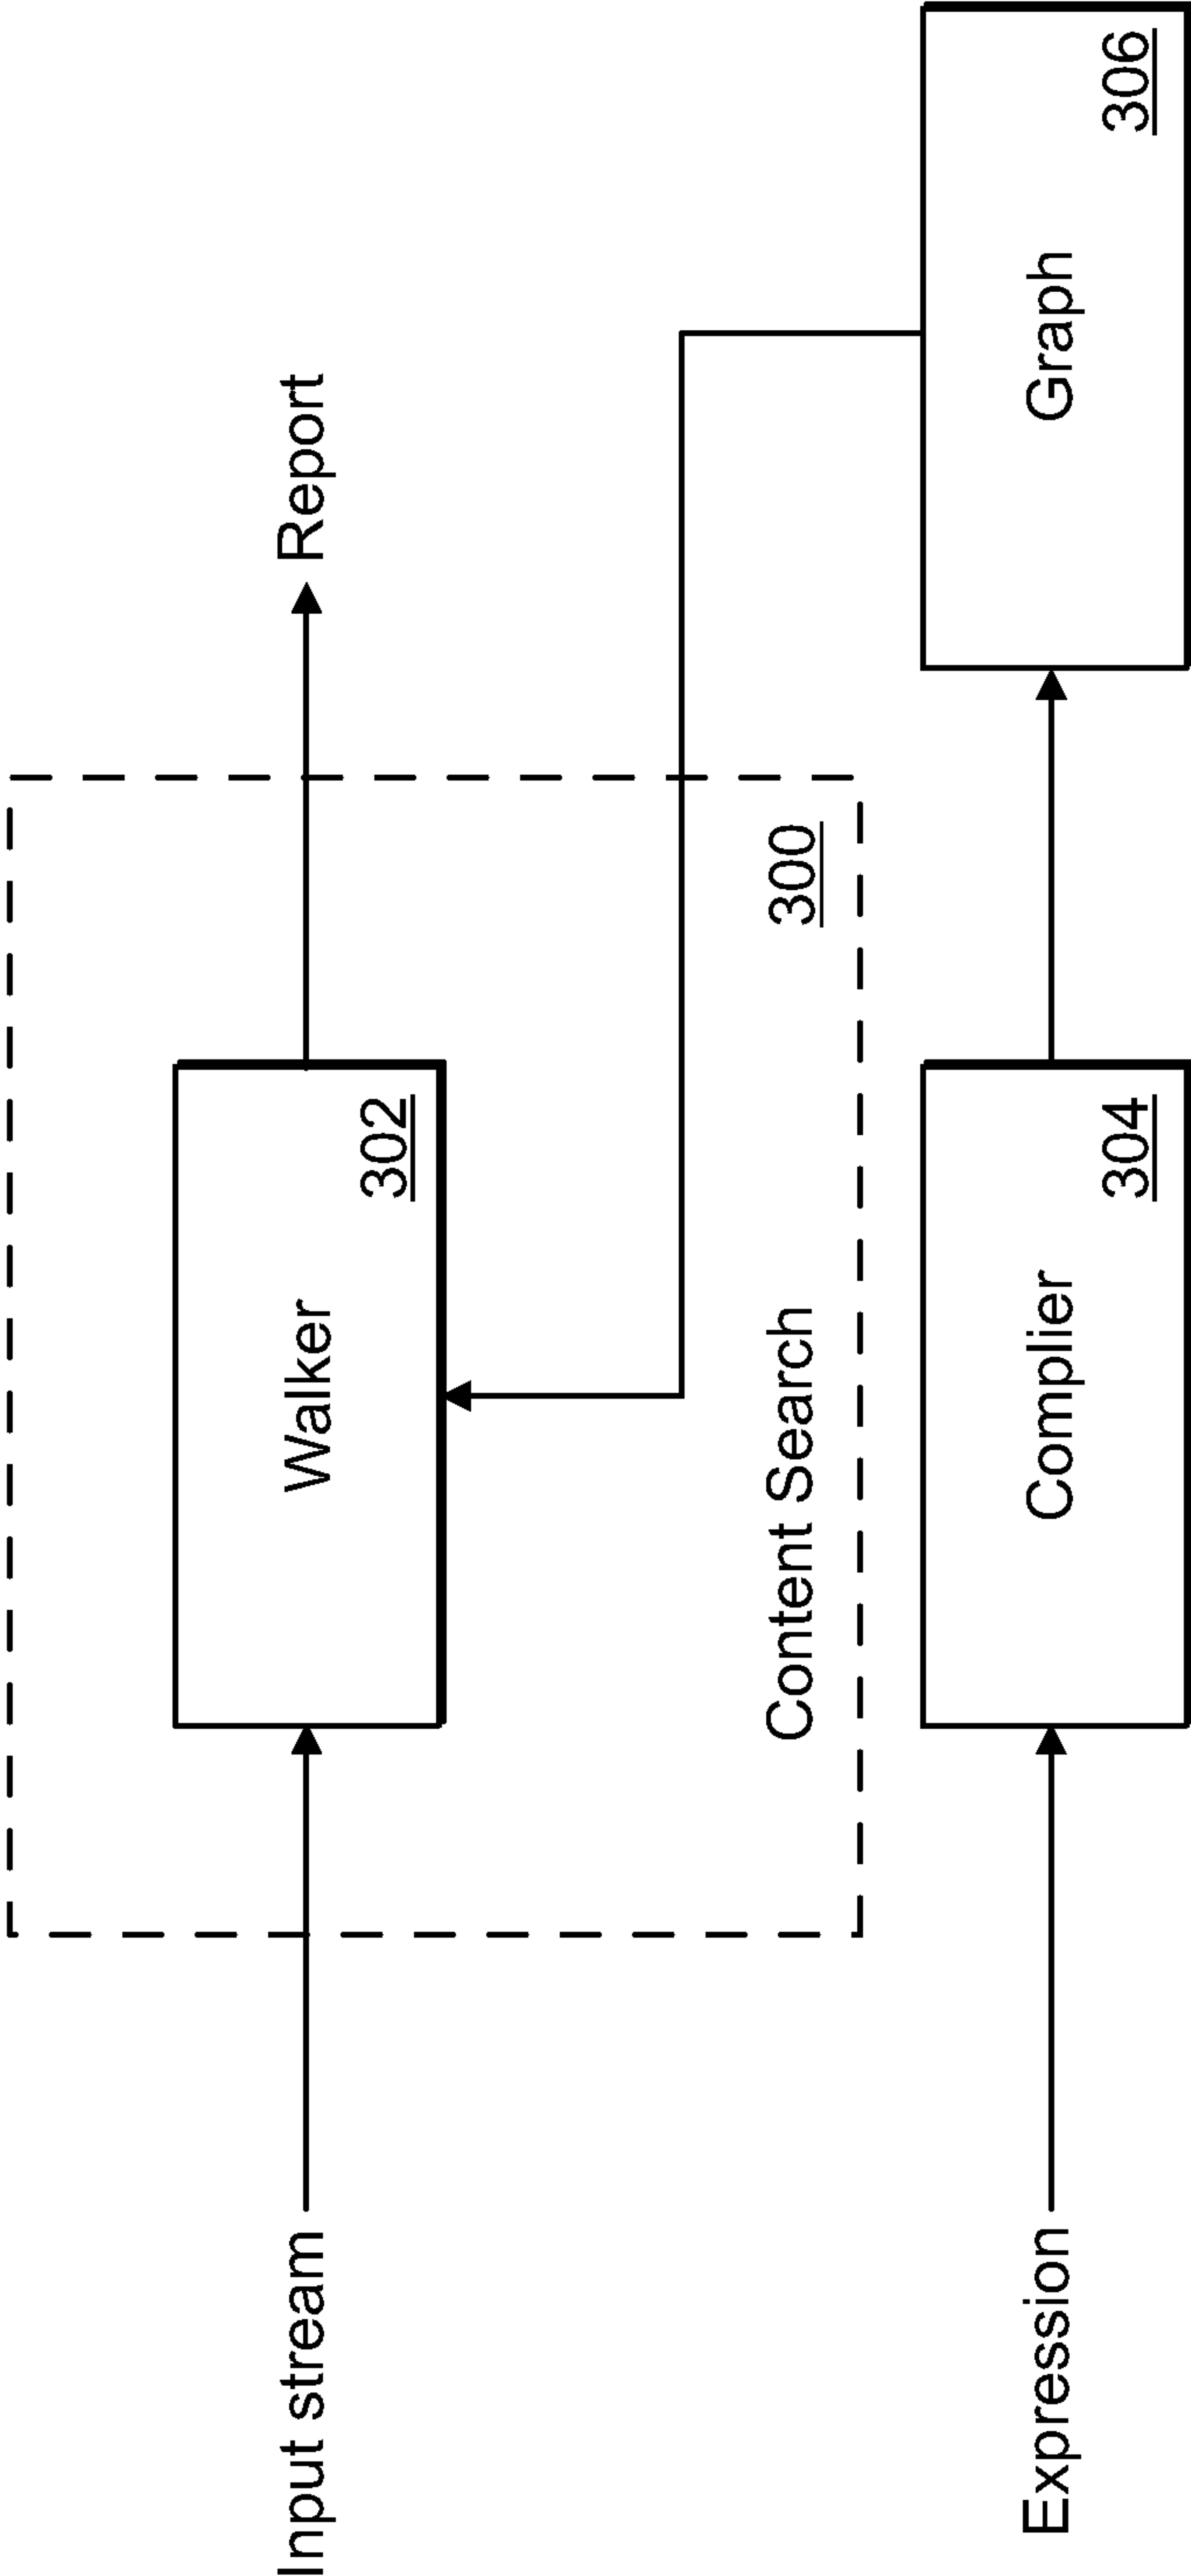 Input stream
Walker
302
Report
Content Search
300
Expression
Complier
304
Graph
306